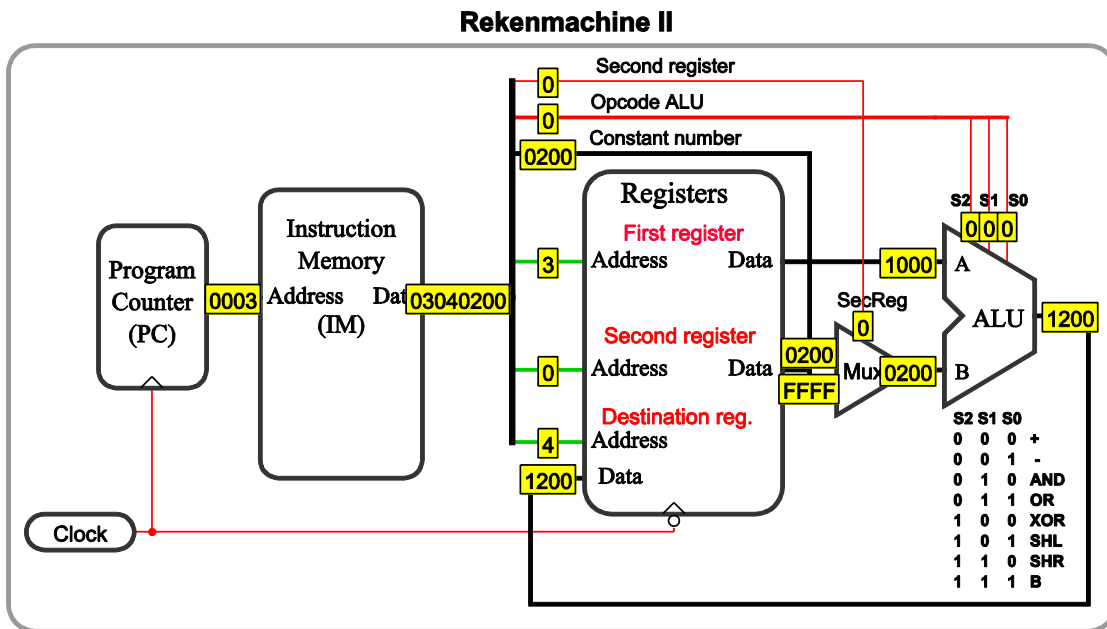 Rekenmachine II
Second register
0
Opcode ALU
0
Constant number
0200
Registers
First register
3
Address
Data
1000
A
S2 S1 S0
0 0 0
Instruction
Memory
(IM)
Program
Counter
(PC)
0003
Address
Dat
03040200
SecReg
0
ALU
1200
Second register
0
Address
Data
0200
FFFF
Mux
0200
B
Destination reg.
4
Address
1200
Data
Clock
S2 S1 S0
0 0 0 +
0 0 1 -
0 1 0 AND
0 1 1 OR
1 0 0 XOR
1 0 1 SHL
1 1 0 SHR
1 1 1 B